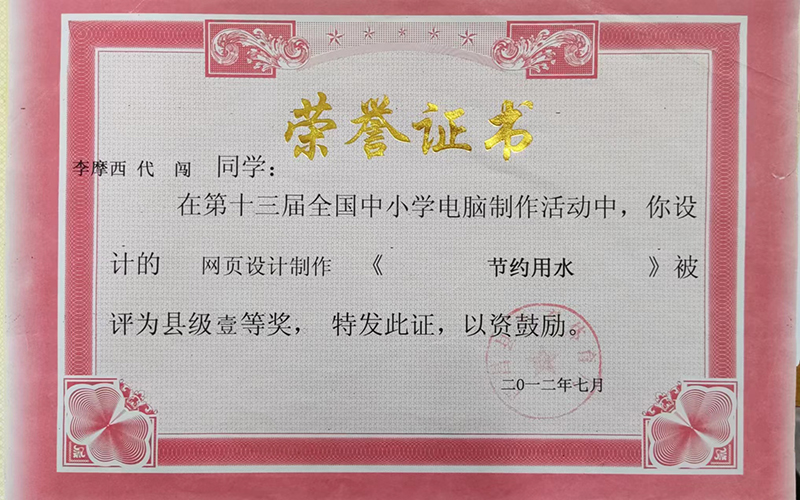 荣誉证书
李摩西 代 闯 同学：
在第十三届全国中小学电脑制作活动中，你设
计的 网页设计制作 《 节约用水 》被
评为县级壹等奖， 特发此证，以资鼓励。
二0一二年七月